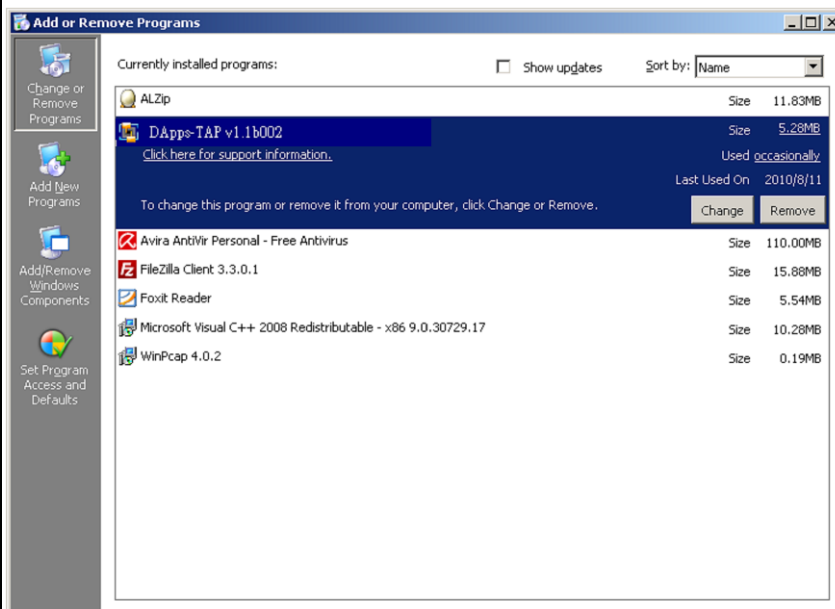 Add or Remove Programs
Change or
Remove
Programs
Add New
Programs
Add/Remove
Windows
Components
Set Program
Access and
Defaults
Currently installed programs:
Show updates
Sort by: Name
ALZip Size 11.83MB
DApps-TAP v1.1b002 Size 5.28MB
Click here for support information. Used occasionally
Last Used On 2010/8/11
To change this program or remove it from your computer, click Change or Remove. Change Remove
Avira AntiVir Personal - Free Antivirus Size 110.00MB
FileZilla Client 3.3.0.1 Size 15.88MB
Foxit Reader Size 5.54MB
Microsoft Visual C++ 2008 Redistributable - x86 9.0.30729.17 Size 10.28MB
WinPcap 4.0.2 Size 0.19MB